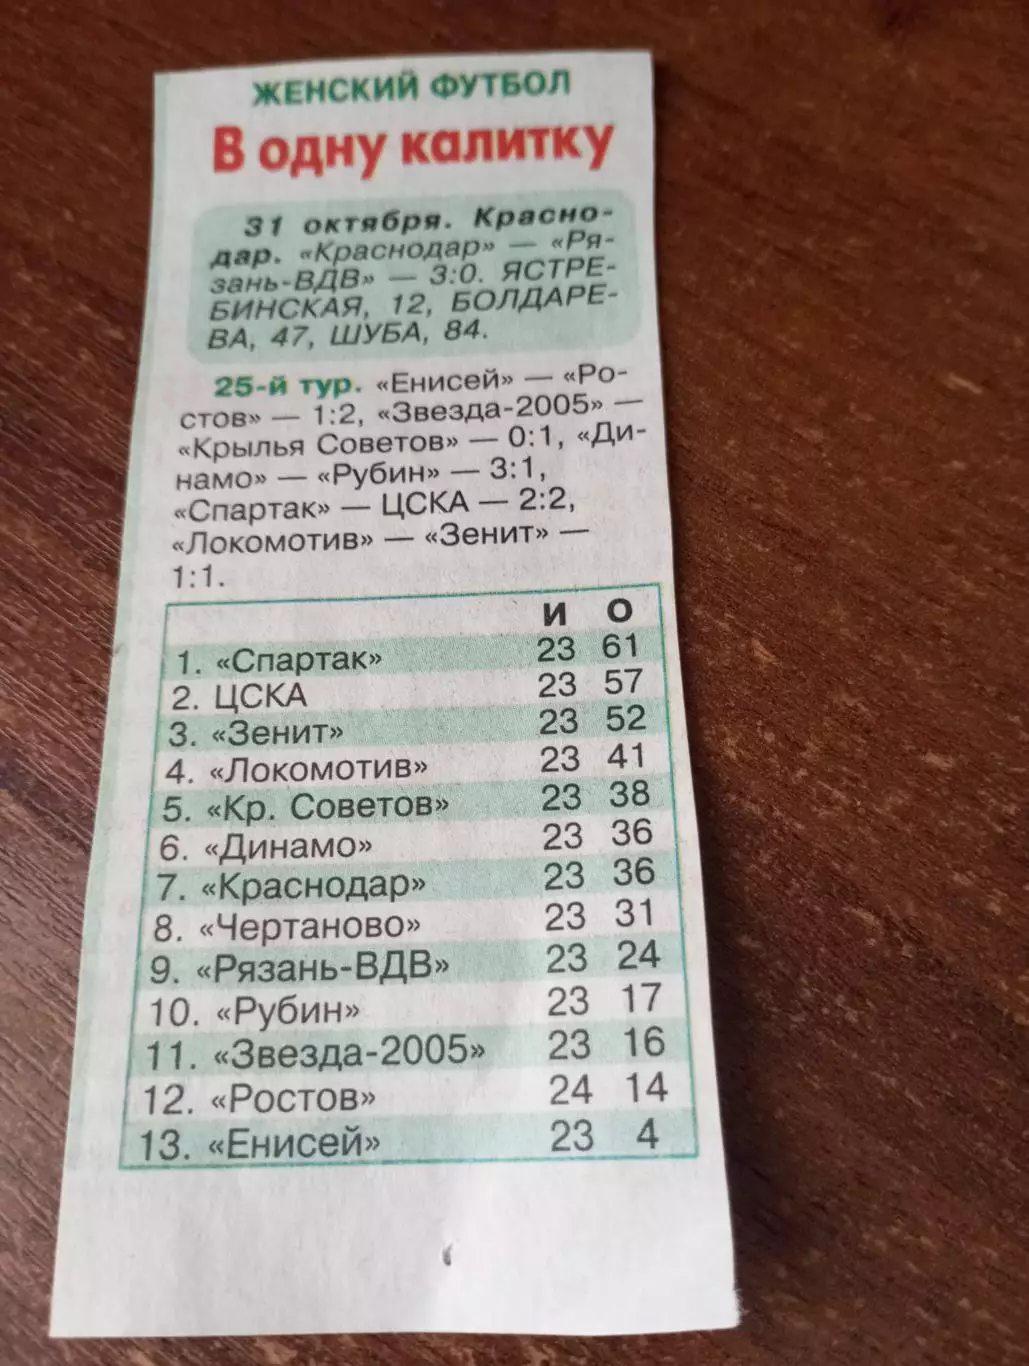 ЖЕНСКИЙ ФУТБОЛ
В одну калитку
31 октября. Красно-
дар. «Краснодар» — «Ря-
зань-ВДВ» — 3:0. ЯСТРЕ-
БИНСКАЯ, 12, БОЛДАРЕ-
ВА, 47, ШУБА, 84.
25-й тур. «Енисей» — «Ро-
стов» — 1:2, «Звезда-2005» —
«Крылья Советов» — 0:1, «Ди-
намо» — «Рубин» — 3:1,
«Спартак» — ЦСКА — 2:2,
«Локомотив» — «Зенит» —
1:1.
И О
1. «Спартак» 23 61
2. ЦСКА 23 57
3. «Зенит» 23 52
4. «Локомотив» 23 41
5. «Кр. Советов» 23 38
6. «Динамо» 23 36
7. «Краснодар» 23 36
8. «Чертаново» 23 31
9. «Рязань-ВДВ» 23 24
10. «Рубин» 23 17
11. «Звезда-2005» 23 16
12. «Ростов» 24 14
13. «Енисей» 23 4